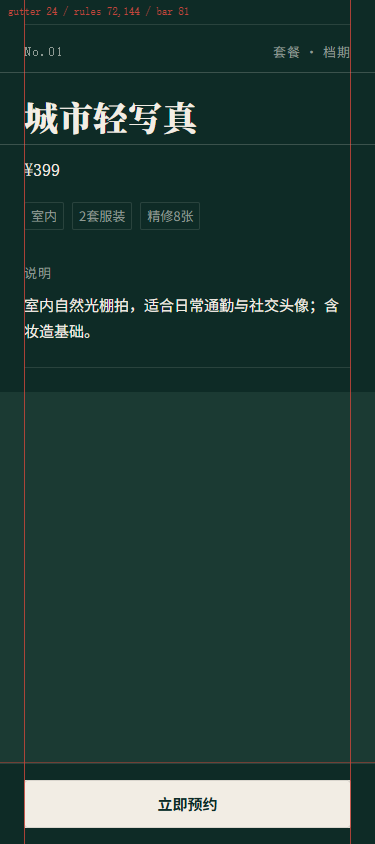 gutter 24 / rules 72,144 / bar 81
No.01
套餐 · 档期
城市轻写真
¥399
室内 2套服装 精修8张
说明
室内自然光棚拍，适合日常通勤与社交头像；含
妆造基础。
立即预约